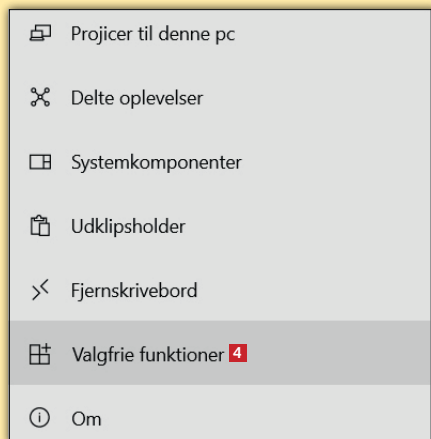 Projicer til denne pc
Delte oplevelser
Systemkomponenter
Udklipsholder
Fjernskrivebord
Valgfrie funktioner 4
Om